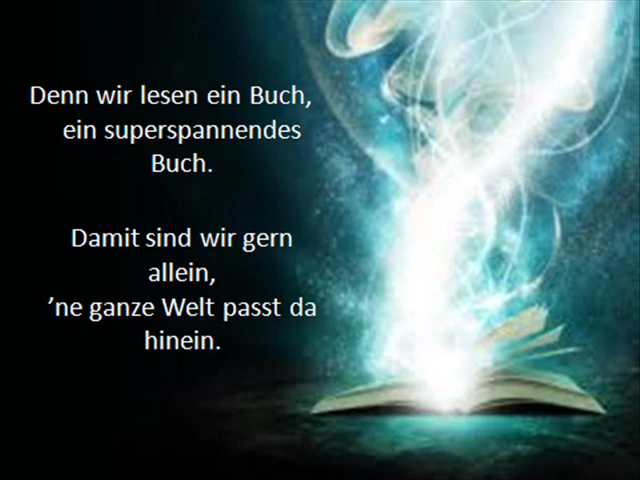 Denn wir lesen ein Buch,
ein superspannendes
Buch.
Damit sind wir gern
allein,
’ne ganze Welt passt da
hinein.